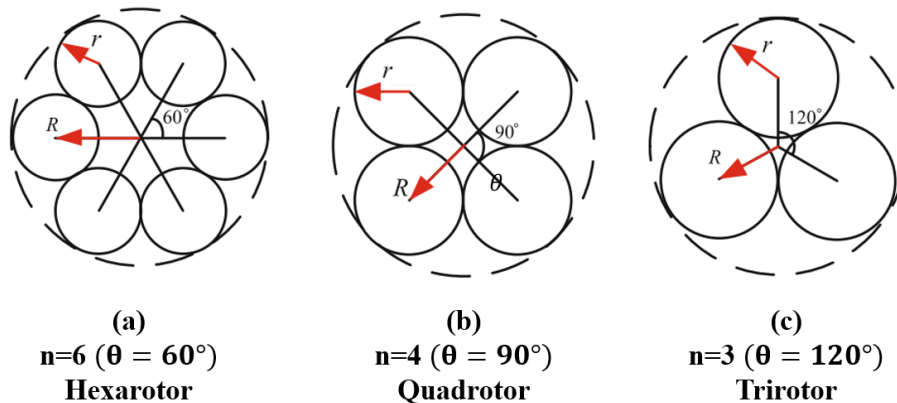 r
R
60°
r
90°
R
θ
r
120°
R
(a)
n=6 (θ = 60°)
Hexarotor
(b)
n=4 (θ = 90°)
Quadrotor
(c)
n=3 (θ = 120°)
Trirotor